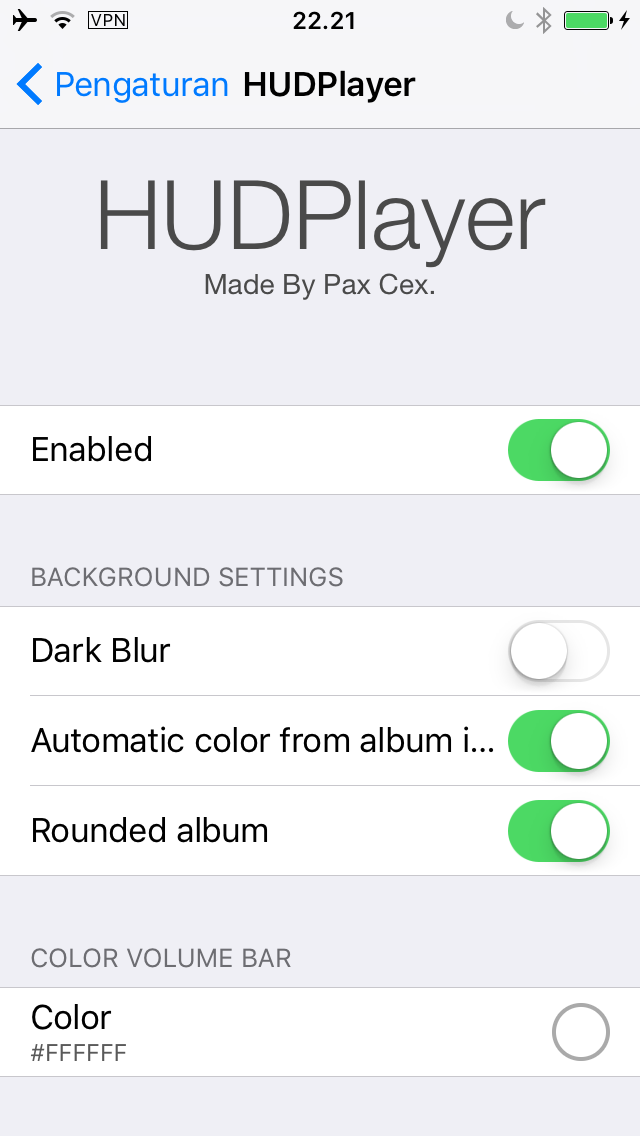 VPN 22.21
Pengaturan HUDPlayer
HUDPlayer
Made By Pax Cex.
Enabled
BACKGROUND SETTINGS
Dark Blur
Automatic color from album i...
Rounded album
COLOR VOLUME BAR
Color
#FFFFFF